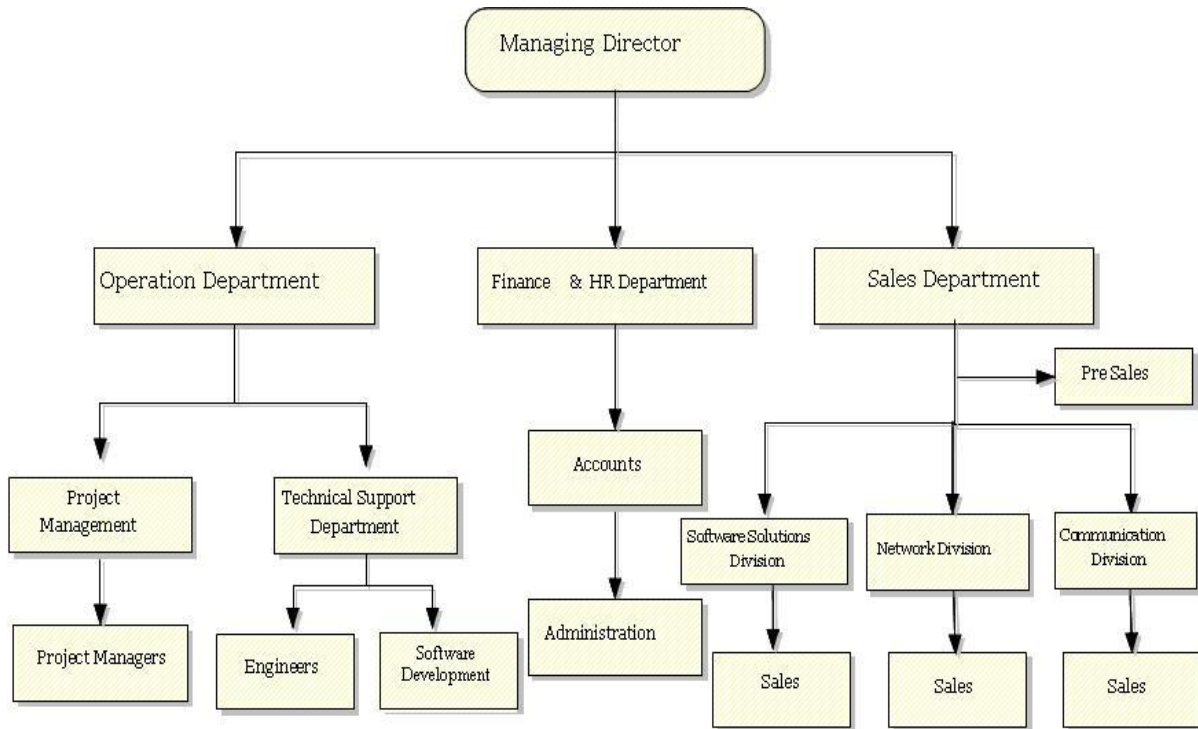 Managing Director
Operation Department
Finance & HR Department
Sales Department
Pre Sales
Project
Management
Technical Support
Department
Accounts
Software Solutions
Division
Network Division
Communication
Division
Project Managers
Engineers
Software
Development
Administration
Sales
Sales
Sales